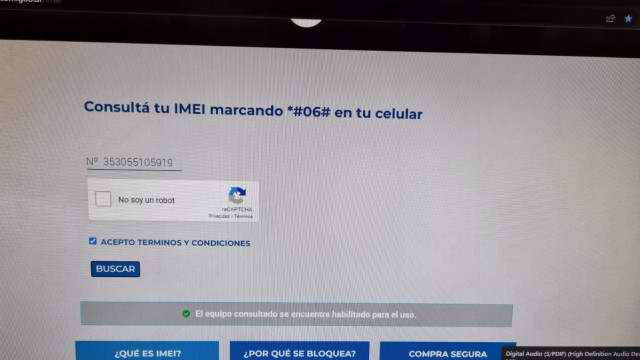 Consultá tu IMEI marcando *#06# en tu celular
Nº 353055105919
No soy un robot
reCAPTCHA
Privacidad - Términos
ACEPTO TERMINOS Y CONDICIONES
BUSCAR
El equipo consultado se encuentra habilitado para el uso.
¿QUÉ ES IMEI?
¿POR QUÉ SE BLOQUEA?
COMPRA SEGURA
Digital Audio (S/PDIF) (High Definition Audio De